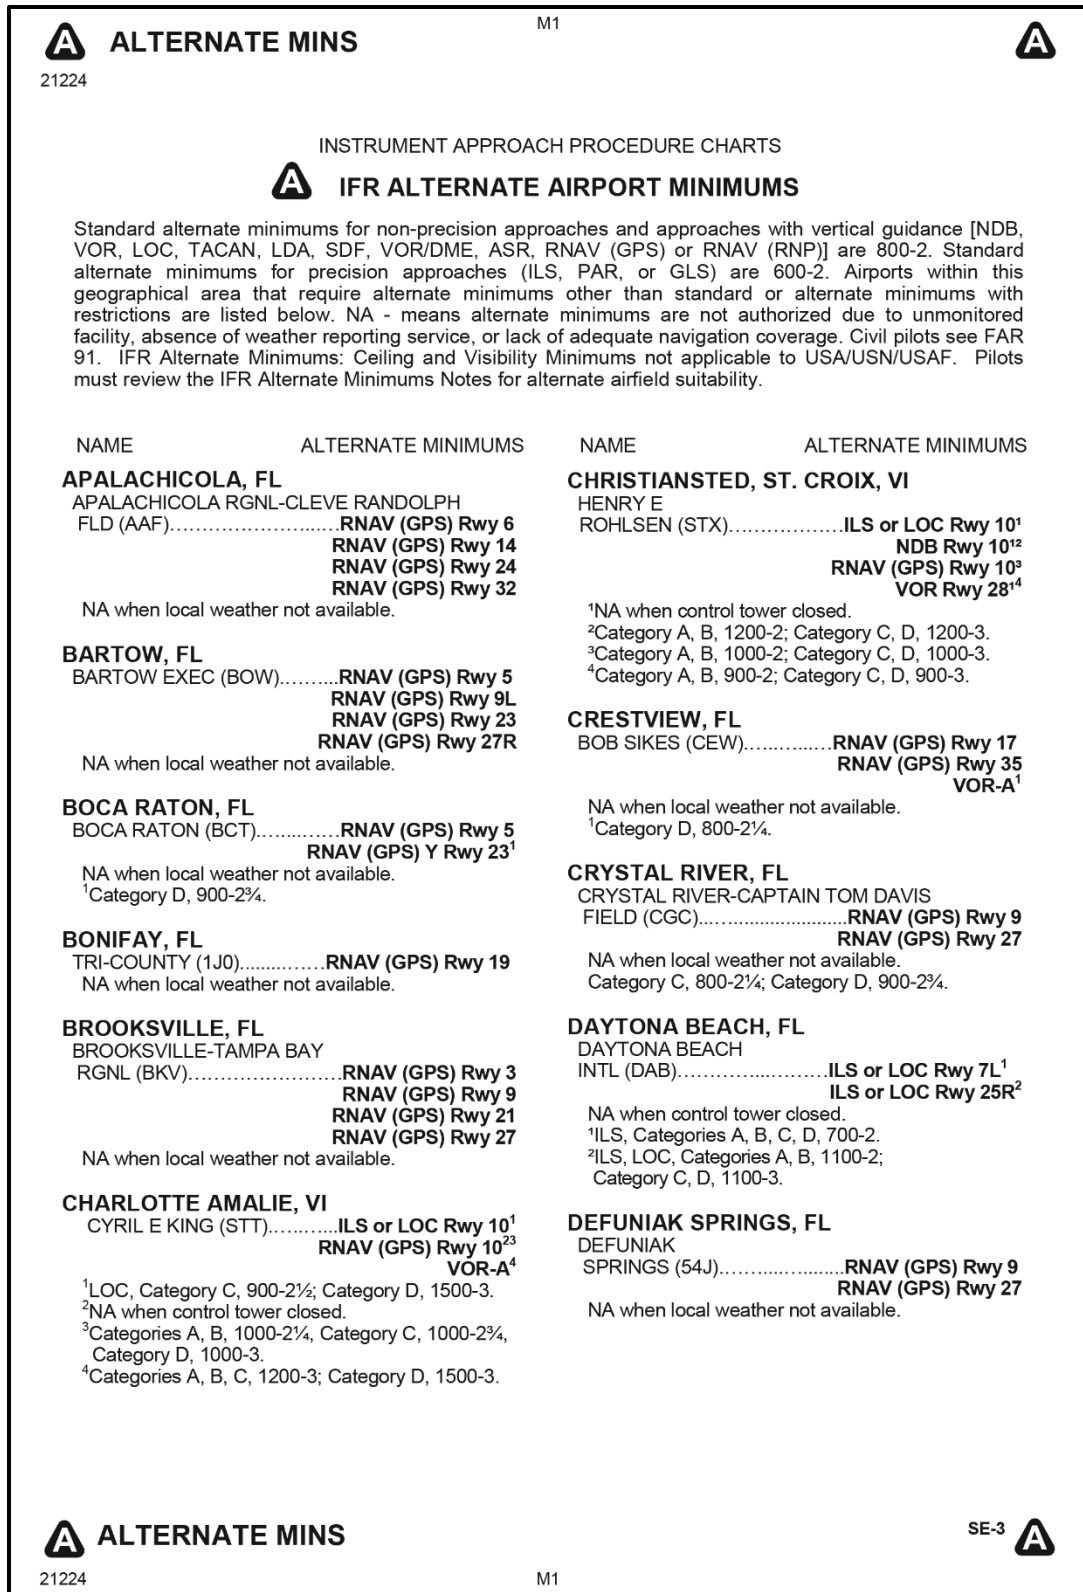 M1
A ALTERNATE MINS A
21224
INSTRUMENT APPROACH PROCEDURE CHARTS
A IFR ALTERNATE AIRPORT MINIMUMS
Standard alternate minimums for non-precision approaches and approaches with vertical guidance [NDB,
VOR, LOC, TACAN, LDA, SDF, VOR/DME, ASR, RNAV (GPS) or RNAV (RNP)] are 800-2. Standard
alternate minimums for precision approaches (ILS, PAR, or GLS) are 600-2. Airports within this
geographical area that require alternate minimums other than standard or alternate minimums with
restrictions are listed below. NA - means alternate minimums are not authorized due to unmonitored
facility, absence of weather reporting service, or lack of adequate navigation coverage. Civil pilots see FAR
91. IFR Alternate Minimums: Ceiling and Visibility Minimums not applicable to USA/USN/USAF. Pilots
must review the IFR Alternate Minimums Notes for alternate airfield suitability.
NAME ALTERNATE MINIMUMS
APALACHICOLA, FL
APALACHICOLA RGNL-CLEVE RANDOLPH
FLD (AAF)........................RNAV (GPS) Rwy 6
RNAV (GPS) Rwy 14
RNAV (GPS) Rwy 24
RNAV (GPS) Rwy 32
NA when local weather not available.
BARTOW, FL
BARTOW EXEC (BOW).........RNAV (GPS) Rwy 5
RNAV (GPS) Rwy 9L
RNAV (GPS) Rwy 23
RNAV (GPS) Rwy 27R
NA when local weather not available.
BOCA RATON, FL
BOCA RATON (BCT)............RNAV (GPS) Rwy 5
RNAV (GPS) Y Rwy 23¹
NA when local weather not available.
¹Category D, 900-2¾.
BONIFAY, FL
TRI-COUNTY (1J0)..............RNAV (GPS) Rwy 19
NA when local weather not available.
BROOKSVILLE, FL
BROOKSVILLE-TAMPA BAY
RGNL (BKV)........................RNAV (GPS) Rwy 3
RNAV (GPS) Rwy 9
RNAV (GPS) Rwy 21
RNAV (GPS) Rwy 27
NA when local weather not available.
CHARLOTTE AMALIE, VI
CYRIL E KING (STT)..........ILS or LOC Rwy 10¹
RNAV (GPS) Rwy 10²³
VOR-A⁴
¹LOC, Category C, 900-2½; Category D, 1500-3.
²NA when control tower closed.
³Categories A, B, 1000-2¼, Category C, 1000-2¾,
Category D, 1000-3.
⁴Categories A, B, C, 1200-3; Category D, 1500-3.
NAME ALTERNATE MINIMUMS
CHRISTIANSTED, ST. CROIX, VI
HENRY E
ROHLSEN (STX)..................ILS or LOC Rwy 10¹
NDB Rwy 10¹²
RNAV (GPS) Rwy 10³
VOR Rwy 28¹⁴
¹NA when control tower closed.
²Category A, B, 1200-2; Category C, D, 1200-3.
³Category A, B, 1000-2; Category C, D, 1000-3.
⁴Category A, B, 900-2; Category C, D, 900-3.
CRESTVIEW, FL
BOB SIKES (CEW).............RNAV (GPS) Rwy 17
RNAV (GPS) Rwy 35
VOR-A¹
NA when local weather not available.
¹Category D, 800-2¼.
CRYSTAL RIVER, FL
CRYSTAL RIVER-CAPTAIN TOM DAVIS
FIELD (CGC)..........................RNAV (GPS) Rwy 9
RNAV (GPS) Rwy 27
NA when local weather not available.
Category C, 800-2¼; Category D, 900-2¾.
DAYTONA BEACH, FL
DAYTONA BEACH
INTL (DAB)........................ILS or LOC Rwy 7L¹
ILS or LOC Rwy 25R²
NA when control tower closed.
¹ILS, Categories A, B, C, D, 700-2.
²ILS, LOC, Categories A, B, 1100-2;
Category C, D, 1100-3.
DEFUNIAK SPRINGS, FL
DEFUNIAK
SPRINGS (54J)....................RNAV (GPS) Rwy 9
RNAV (GPS) Rwy 27
NA when local weather not available.
A ALTERNATE MINS SE-3 A
21224 M1